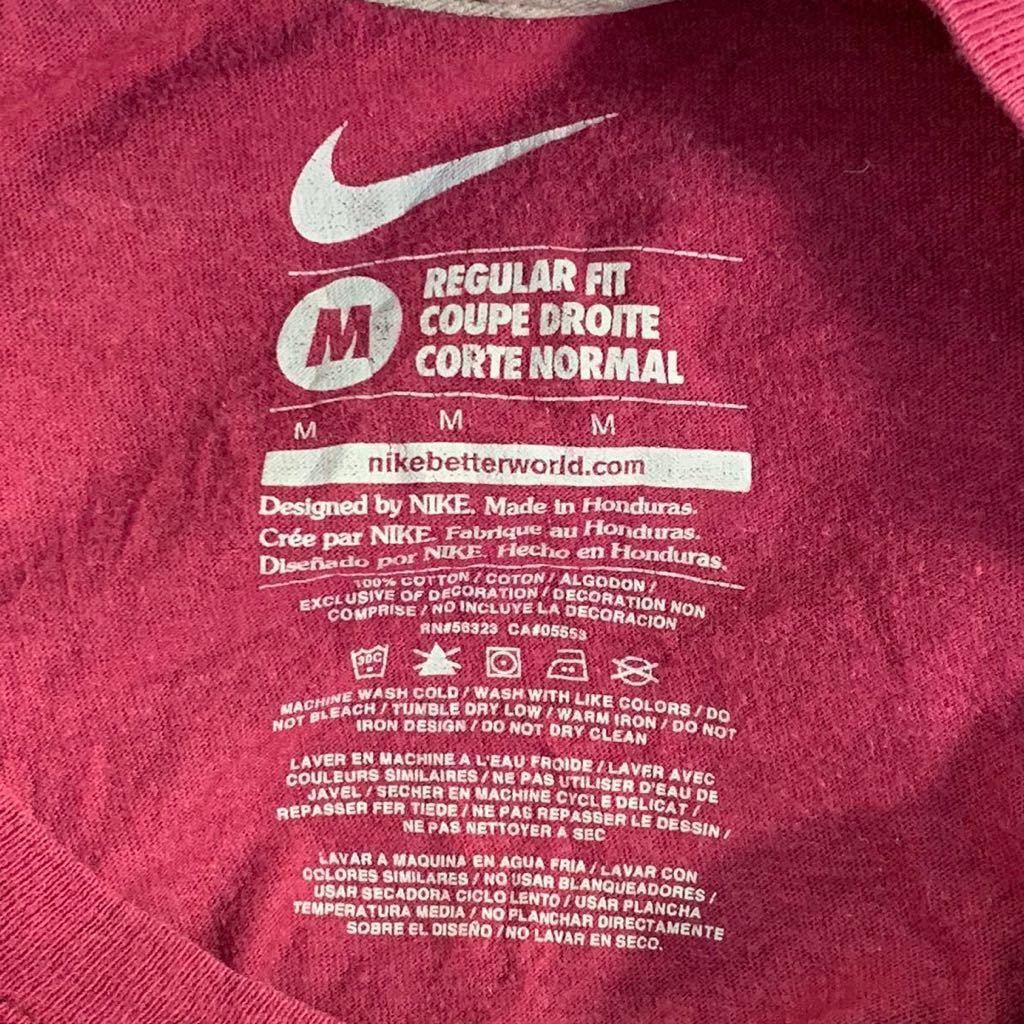 M
REGULAR FIT
COUPE DROITE
CORTE NORMAL
M M M
nikebetterworld.com
Designed by NIKE. Made in Honduras.
Crée par NIKE. Fabrique au Honduras.
Diseñado por NIKE. Hecho en Honduras.
100% COTTON / COTON / ALGODON /
EXCLUSIVE OF DECORATION / DECORATION NON
COMPRISE / NO INCLUYE LA DECORACION
RN#56323 CA#05553
30C
MACHINE WASH COLD / WASH WITH LIKE COLORS / DO
NOT BLEACH / TUMBLE DRY LOW / WARM IRON / DO NOT
IRON DESIGN / DO NOT DRY CLEAN
LAVER EN MACHINE A L'EAU FROIDE / LAVER AVEC
COULEURS SIMILAIRES / NE PAS UTILISER D'EAU DE
JAVEL / SECHER EN MACHINE CYCLE DELICAT /
REPASSER FER TIEDE / NE PAS REPASSER LE DESSIN /
NE PAS NETTOYER A SEC
LAVAR A MAQUINA EN AGUA FRIA / LAVAR CON
COLORES SIMILARES / NO USAR BLANQUEADORES /
USAR SECADORA CICLO LENTO / USAR PLANCHA
TEMPERATURA MEDIA / NO PLANCHAR DIRECTAMENTE
SOBRE EL DISEÑO / NO LAVAR EN SECO.